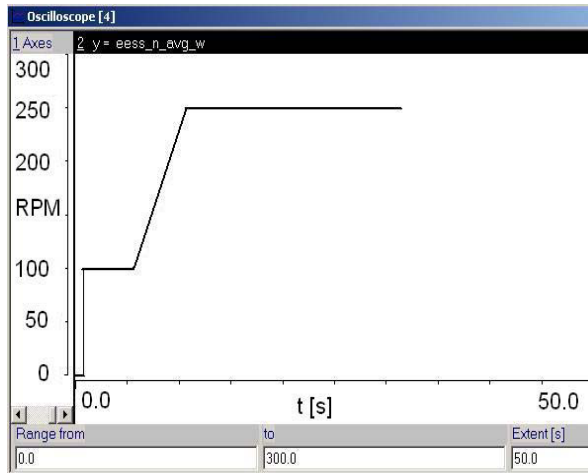 Oscilloscope [4]
1 Axes
2 y = eess_n_avg_w
300
250
200
RPM
100
50
0
0.0
t [s]
50.0
Range from
to
Extent [s]
0.0
300.0
50.0